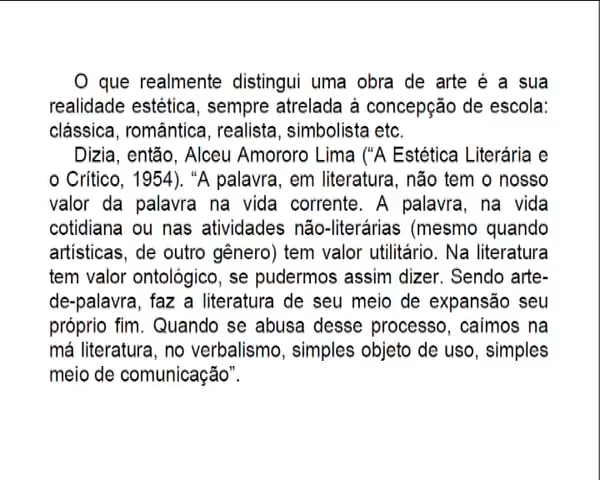 O que realmente distingui uma obra de arte é a sua
realidade estética, sempre atrelada à concepção de escola:
clássica, romântica, realista, simbolista etc.
Dizia, então, Alceu Amororo Lima (“A Estética Literária e
o Crítico, 1954). “A palavra, em literatura, não tem o nosso
valor da palavra na vida corrente. A palavra, na vida
cotidiana ou nas atividades não-literárias (mesmo quando
artísticas, de outro gênero) tem valor utilitário. Na literatura
tem valor ontológico, se pudermos assim dizer. Sendo arte-
de-palavra, faz a literatura de seu meio de expansão seu
próprio fim. Quando se abusa desse processo, caímos na
má literatura, no verbalismo, simples objeto de uso, simples
meio de comunicação”.